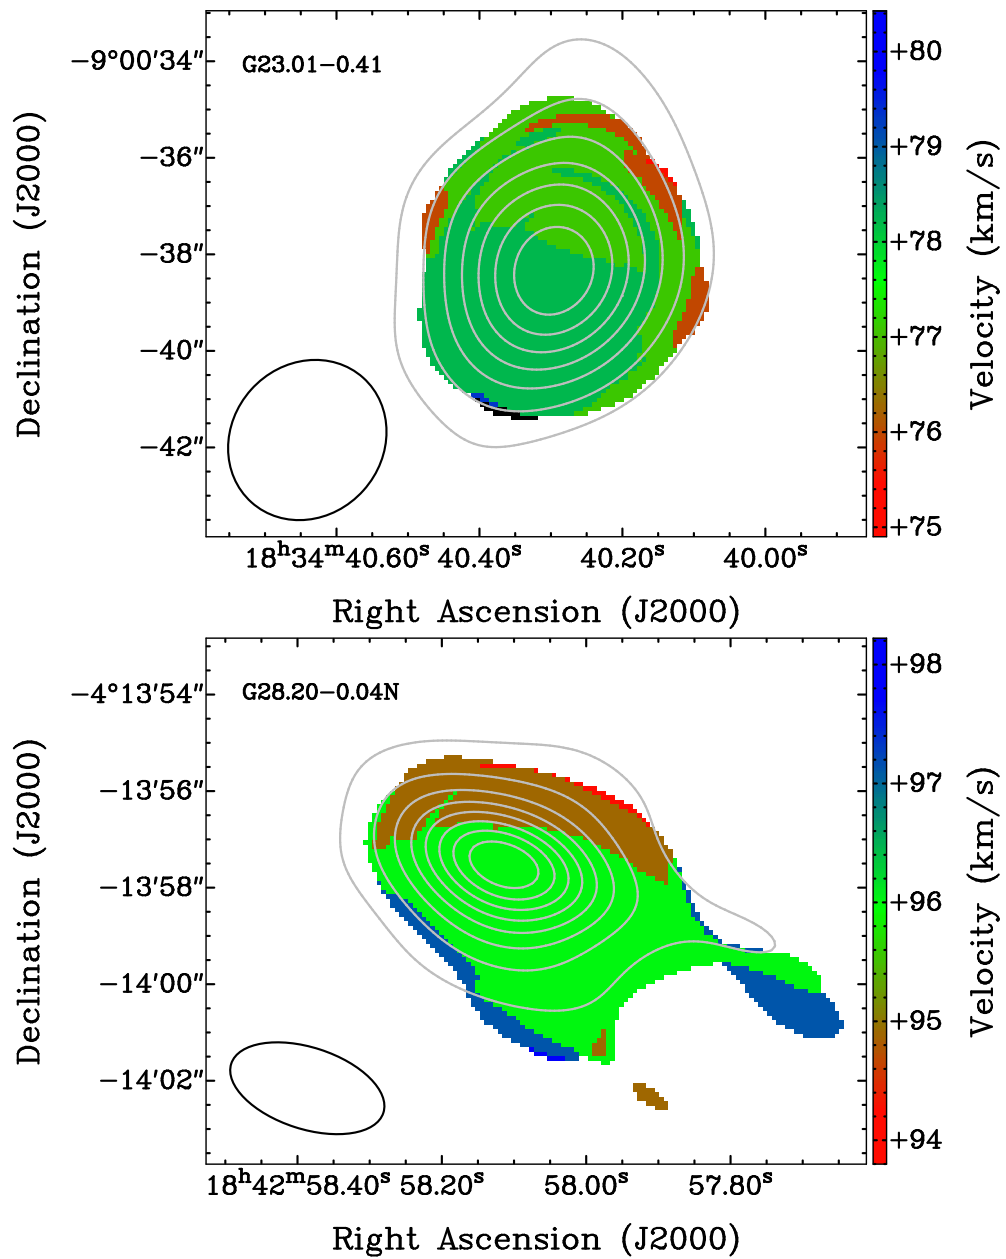 G23.01−0.41
−9°00′34″
−36″
−38″
−40″
−42″
Declination (J2000)
18ʰ34ᵐ40.60ˢ 40.40ˢ 40.20ˢ 40.00ˢ
Right Ascension (J2000)
+80
+79
+78
+77
+76
+75
Velocity (km/s)
G28.20−0.04N
−4°13′54″
−13′56″
−13′58″
−14′00″
−14′02″
Declination (J2000)
18ʰ42ᵐ58.40ˢ 58.20ˢ 58.00ˢ 57.80ˢ
Right Ascension (J2000)
+98
+97
+96
+95
+94
Velocity (km/s)